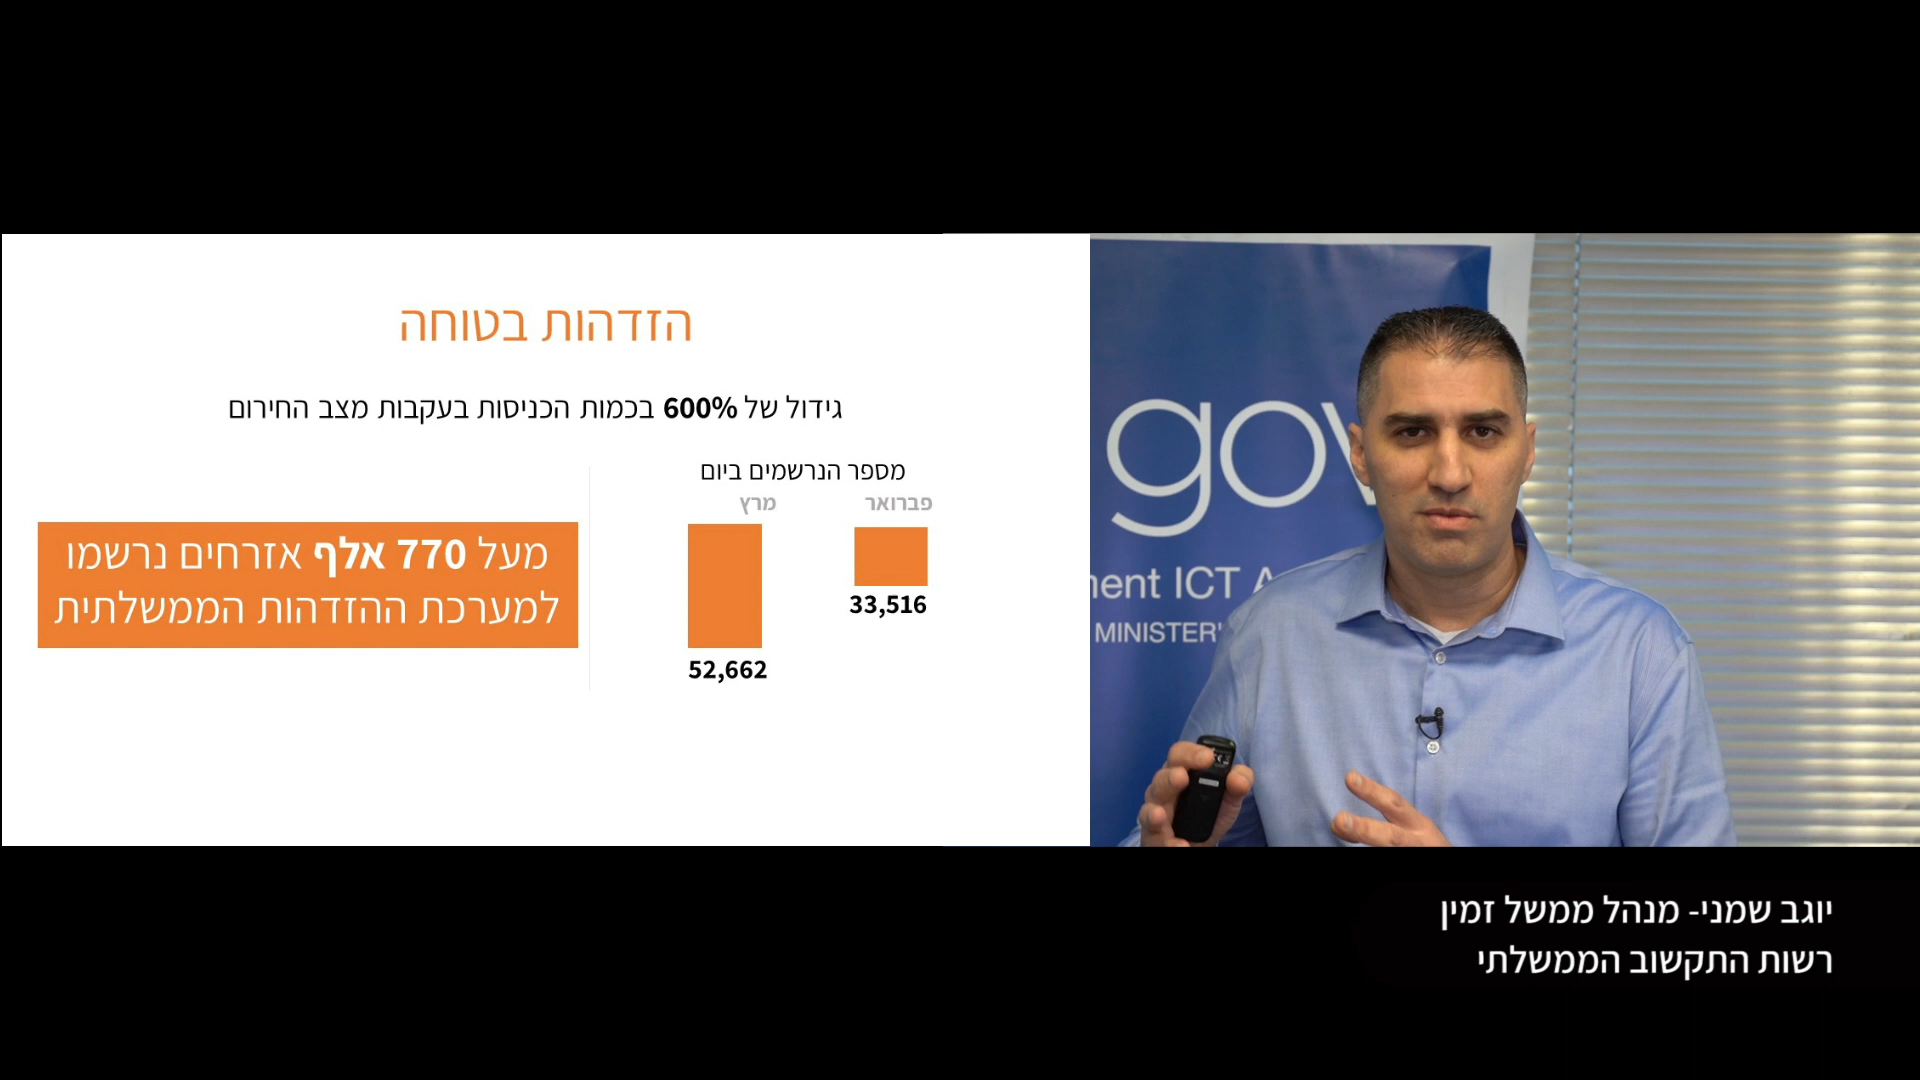 הזדהות בטוחה
גידול של 600% בכמות הכניסות בעקבות מצב החירום
מספר הנרשמים ביום
פברואר
מרץ
33,516
52,662
מעל 770 אלף אזרחים נרשמו
למערכת ההזדהות הממשלתית
gov
ment ICT A
MINISTER'
יוגב שמני- מנהל ממשל זמין
רשות התקשוב הממשלתי